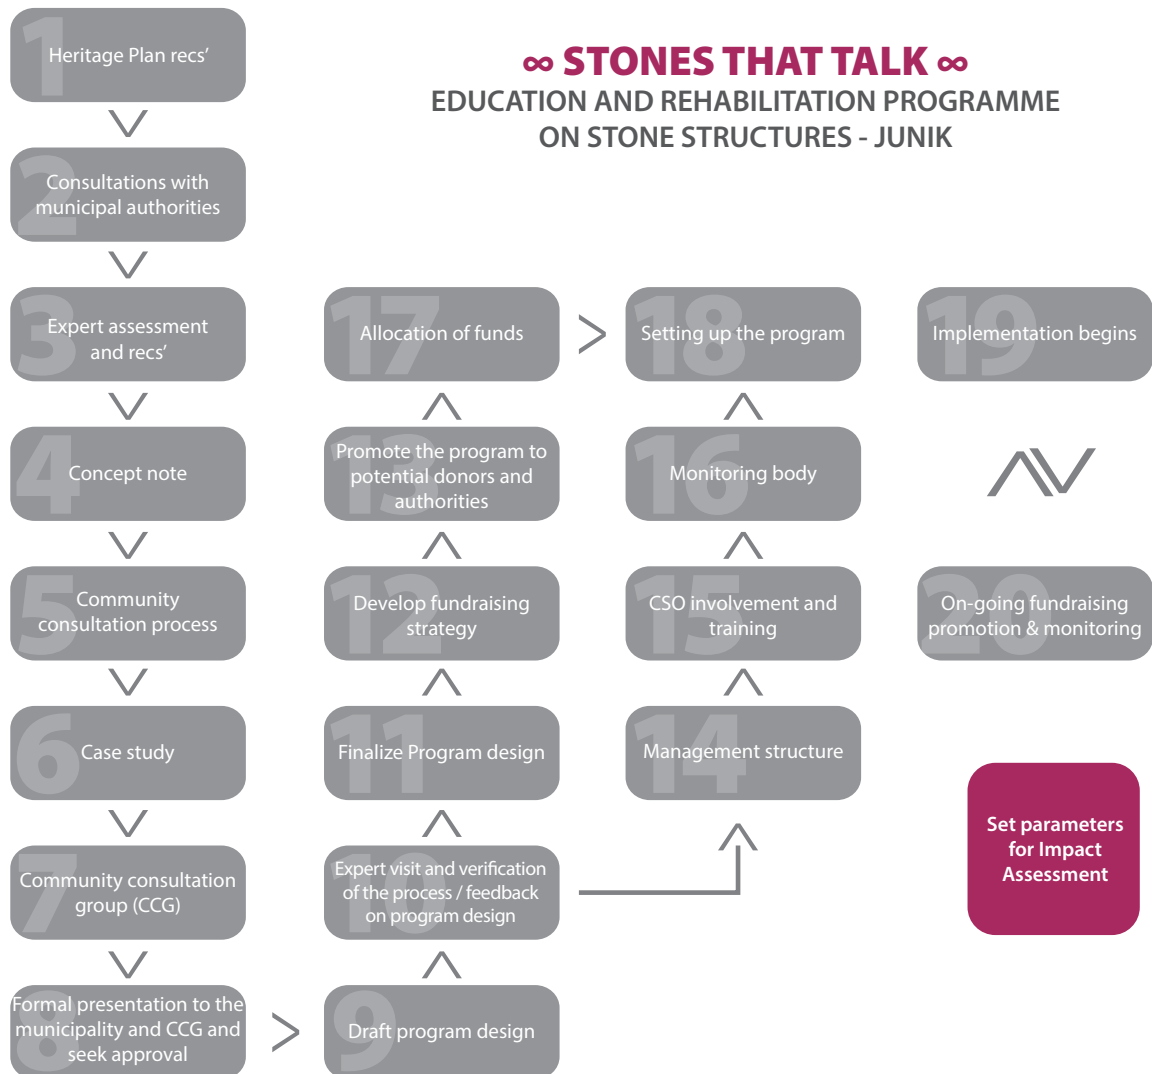 ∞ STONES THAT TALK ∞
EDUCATION AND REHABILITATION PROGRAMME
ON STONE STRUCTURES - JUNIK
1
Heritage Plan recs'
2
Consultations with
municipal authorities
3
Expert assessment
and recs'
4
Concept note
5
Community
consultation process
6
Case study
7
Community consultation
group (CCG)
8
Formal presentation to the
municipality and CCG and
seek approval
9
Draft program design
10
Expert visit and verification
of the process / feedback
on program design
11
Finalize Program design
12
Develop fundraising
strategy
13
Promote the program to
potential donors and
authorities
14
Management structure
15
CSO involvement and
training
16
Monitoring body
17
Allocation of funds
18
Setting up the program
19
Implementation begins
20
On-going fundraising
promotion & monitoring
Set parameters
for Impact
Assessment